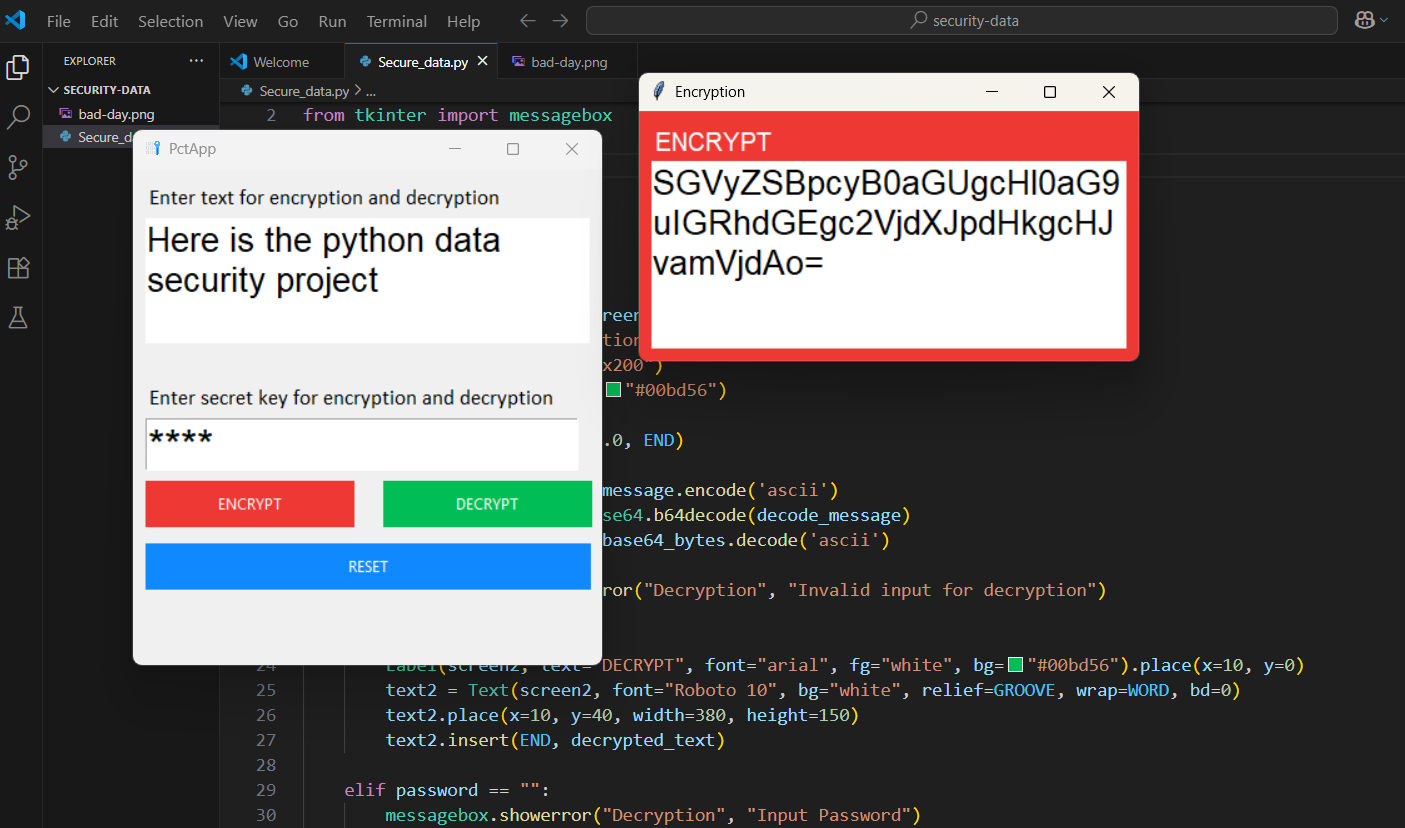 File Edit Selection View Go Run Terminal Help
security-data
EXPLORER
SECURITY-DATA
bad-day.png
Secure_d
Welcome
Secure_data.py
bad-day.png
Secure_data.py > ...
2 from tkinter import messagebox
PctApp
Enter text for encryption and decryption
Here is the python data
security project
Enter secret key for encryption and decryption
****
ENCRYPT
DECRYPT
RESET
Encryption
ENCRYPT
SGVyZSBpcyB0aGUgcHl0aG9
uIGRhdGEgc2VjdXJpdHkgcHJ
vamVjdAo=
reen
tion
x200")
"#00bd56")
.0, END)
message.encode('ascii')
se64.b64decode(decode_message)
base64_bytes.decode('ascii')
ror("Decryption", "Invalid input for decryption")
24 Label(screen2, text="DECRYPT", font="arial", fg="white", bg="#00bd56").place(x=10, y=0)
25 text2 = Text(screen2, font="Roboto 10", bg="white", relief=GROOVE, wrap=WORD, bd=0)
26 text2.place(x=10, y=40, width=380, height=150)
27 text2.insert(END, decrypted_text)
28
29 elif password == "":
30 messagebox.showerror("Decryption", "Input Password")